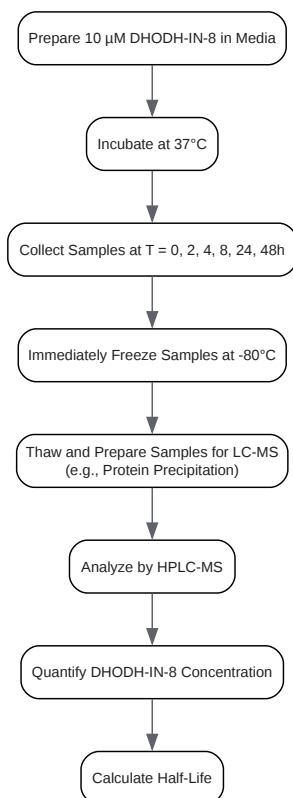 Prepare 10 µM DHODH-IN-8 in Media
Incubate at 37°C
Collect Samples at T = 0, 2, 4, 8, 24, 48h
Immediately Freeze Samples at -80°C
Thaw and Prepare Samples for LC-MS
(e.g., Protein Precipitation)
Analyze by HPLC-MS
Quantify DHODH-IN-8 Concentration
Calculate Half-Life